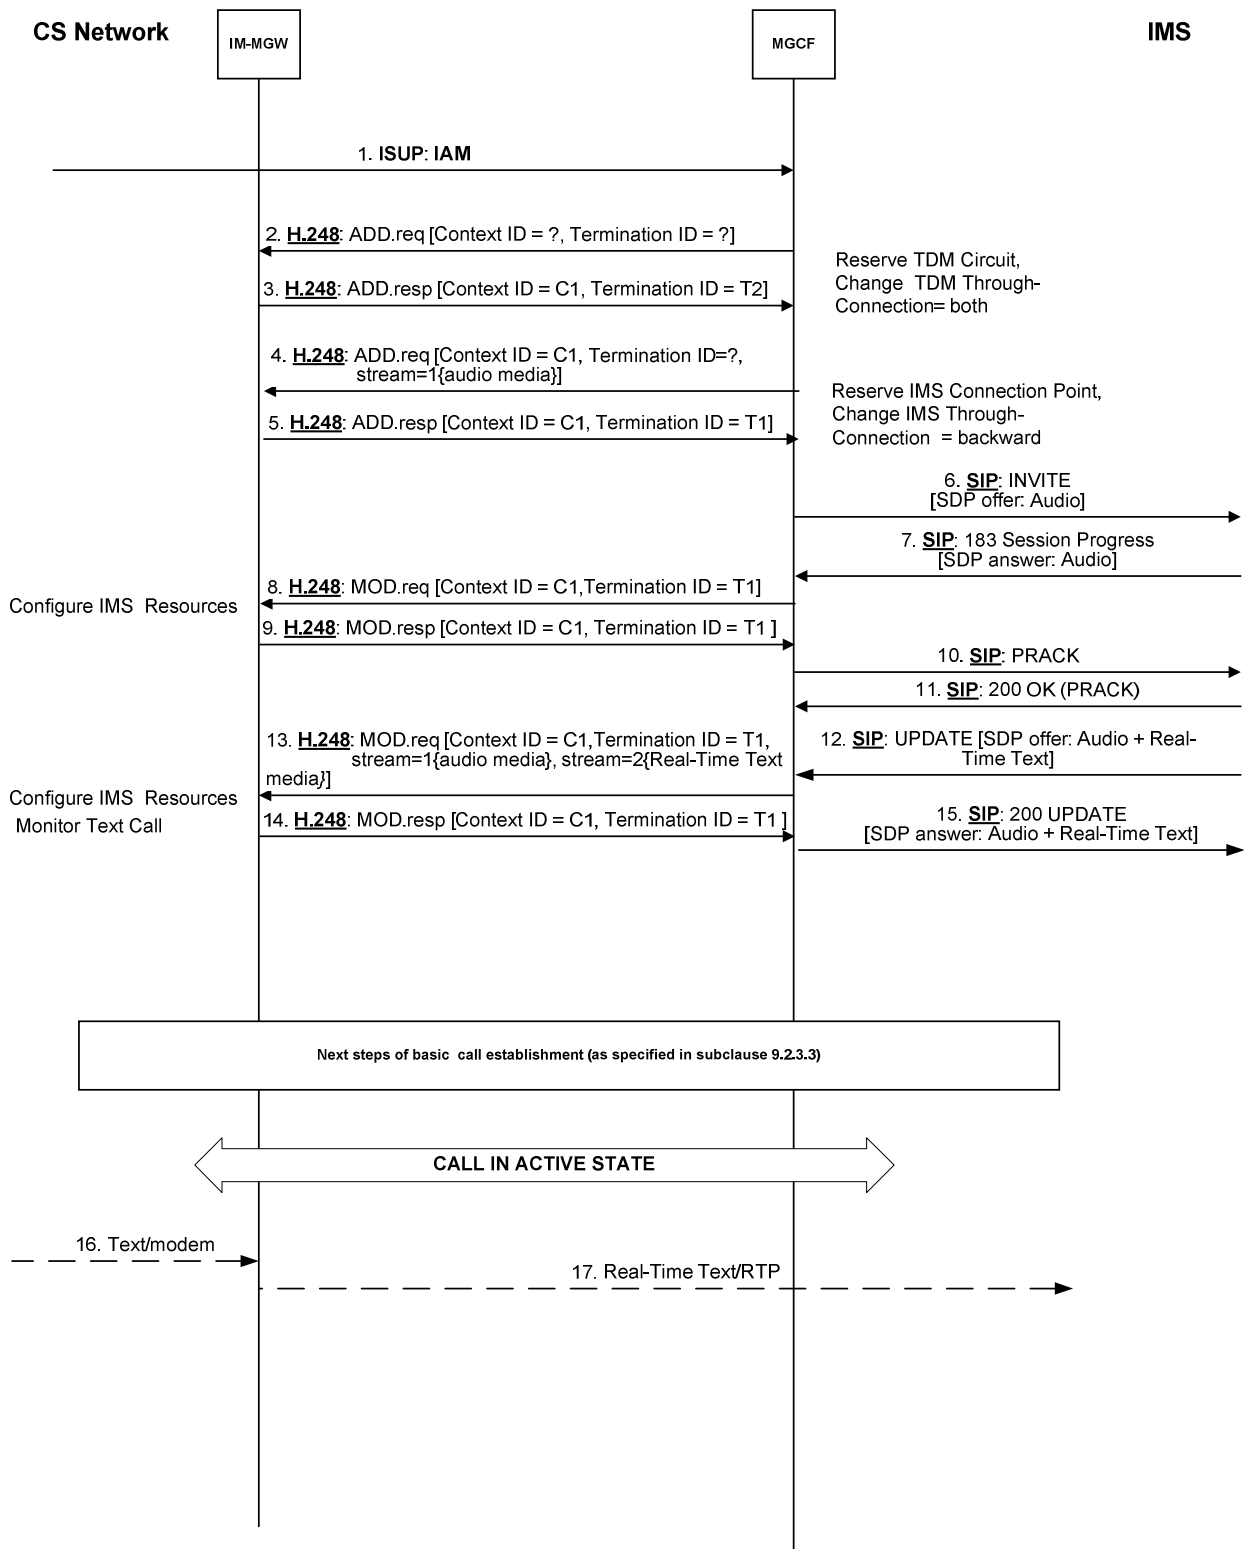 CS Network
IM-MGW
MGCF
IMS
1. ISUP: IAM
2. H.248: ADD.req [Context ID = ?, Termination ID = ?]
Reserve TDM Circuit,
Change TDM Through-
Connection= both
3. H.248: ADD.resp [Context ID = C1, Termination ID = T2]
4. H.248: ADD.req [Context ID = C1, Termination ID=?,
stream=1{audio media}]
Reserve IMS Connection Point,
Change IMS Through-
Connection = backward
5. H.248: ADD.resp [Context ID = C1, Termination ID = T1]
6. SIP: INVITE
[SDP offer: Audio]
7. SIP: 183 Session Progress
[SDP answer: Audio]
8. H.248: MOD.req [Context ID = C1,Termination ID = T1]
Configure IMS Resources
9. H.248: MOD.resp [Context ID = C1, Termination ID = T1 ]
10. SIP: PRACK
11. SIP: 200 OK (PRACK)
12. SIP: UPDATE [SDP offer: Audio + Real-
Time Text]
13. H.248: MOD.req [Context ID = C1,Termination ID = T1,
stream=1{audio media}, stream=2{Real-Time Text
media}]
Configure IMS Resources
Monitor Text Call
14. H.248: MOD.resp [Context ID = C1, Termination ID = T1 ]
15. SIP: 200 UPDATE
[SDP answer: Audio + Real-Time Text]
Next steps of basic call establishment (as specified in subclause 9.2.3.3)
CALL IN ACTIVE STATE
16. Text/modem
17. Real-Time Text/RTP